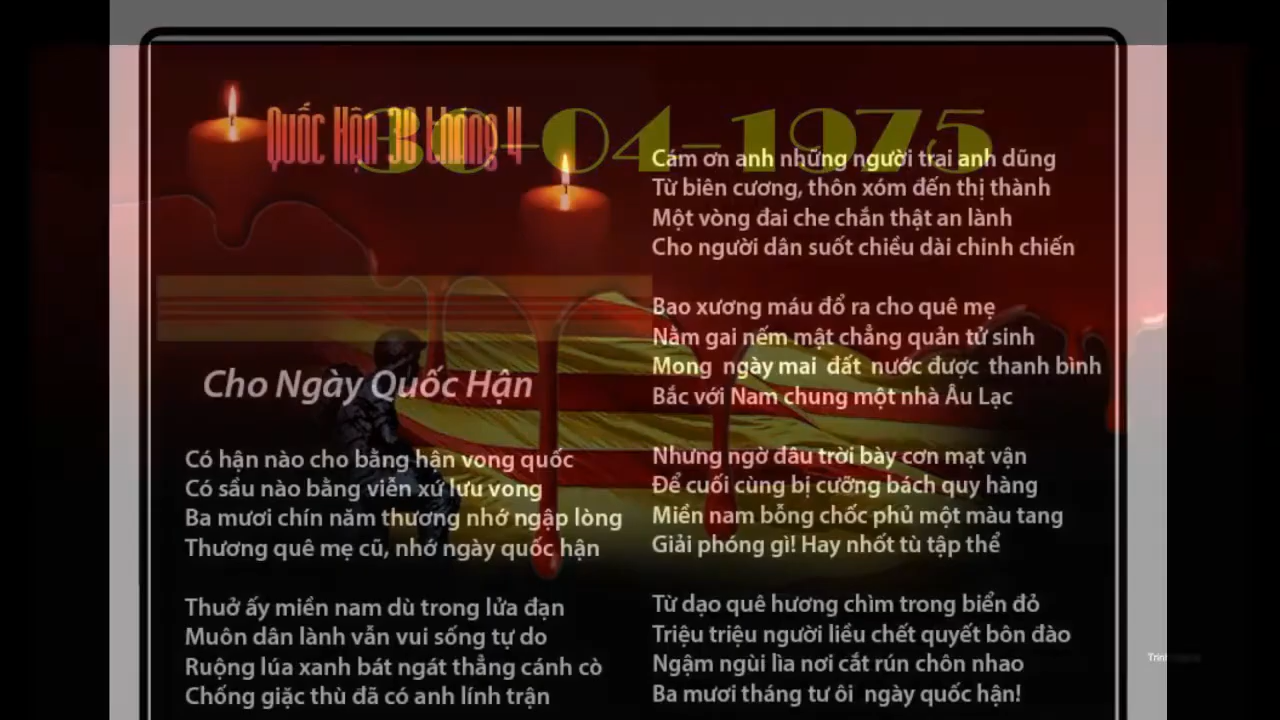 Quốc Hận 30 tháng 4
30-04-1975
Cho Ngày Quốc Hận
Có hận nào cho bằng hận vong quốc
Có sầu nào bằng viễn xứ lưu vong
Ba mươi chín năm thương nhớ ngập lòng
Thương quê mẹ cũ, nhớ ngày quốc hận
Thuở ấy miền nam dù trong lửa đạn
Muôn dân lành vẫn vui sống tự do
Ruộng lúa xanh bát ngát thẳng cánh cò
Chống giặc thù đã có anh lính trận
Cám ơn anh những người trai anh dũng
Từ biên cương, thôn xóm đến thị thành
Một vòng đai che chắn thật an lành
Cho người dân suốt chiều dài chinh chiến
Bao xương máu đổ ra cho quê mẹ
Nằm gai nếm mật chẳng quản tử sinh
Mong ngày mai đất nước được thanh bình
Bắc với Nam chung một nhà Âu Lạc
Nhưng ngờ đâu trời bày cơn mạt vận
Để cuối cùng bị cưỡng bách quy hàng
Miền nam bỗng chốc phủ một màu tang
Giải phóng gì! Hay nhốt tù tập thể
Từ dạo quê hương chìm trong biển đỏ
Triệu triệu người liều chết quyết bôn đào
Ngậm ngùi lìa nơi cắt rún chôn nhao
Ba mươi tháng tư ôi ngày quốc hận!